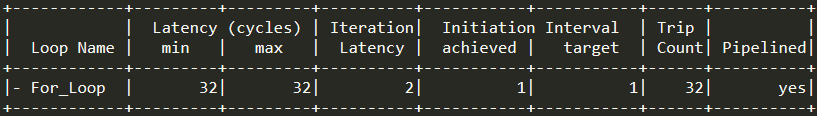 +------------+---------+---------+----------+-----------+-----------+------+----------+
|            |  Latency (cycles) | Iteration|  Initiation Interval  | Trip |          |
|  Loop Name |   min   |   max   |  Latency |  achieved |   target  | Count| Pipelined|
+------------+---------+---------+----------+-----------+-----------+------+----------+
|- For_Loop  |       32|       32|         2|          1|          1|    32|       yes|
+------------+---------+---------+----------+-----------+-----------+------+----------+